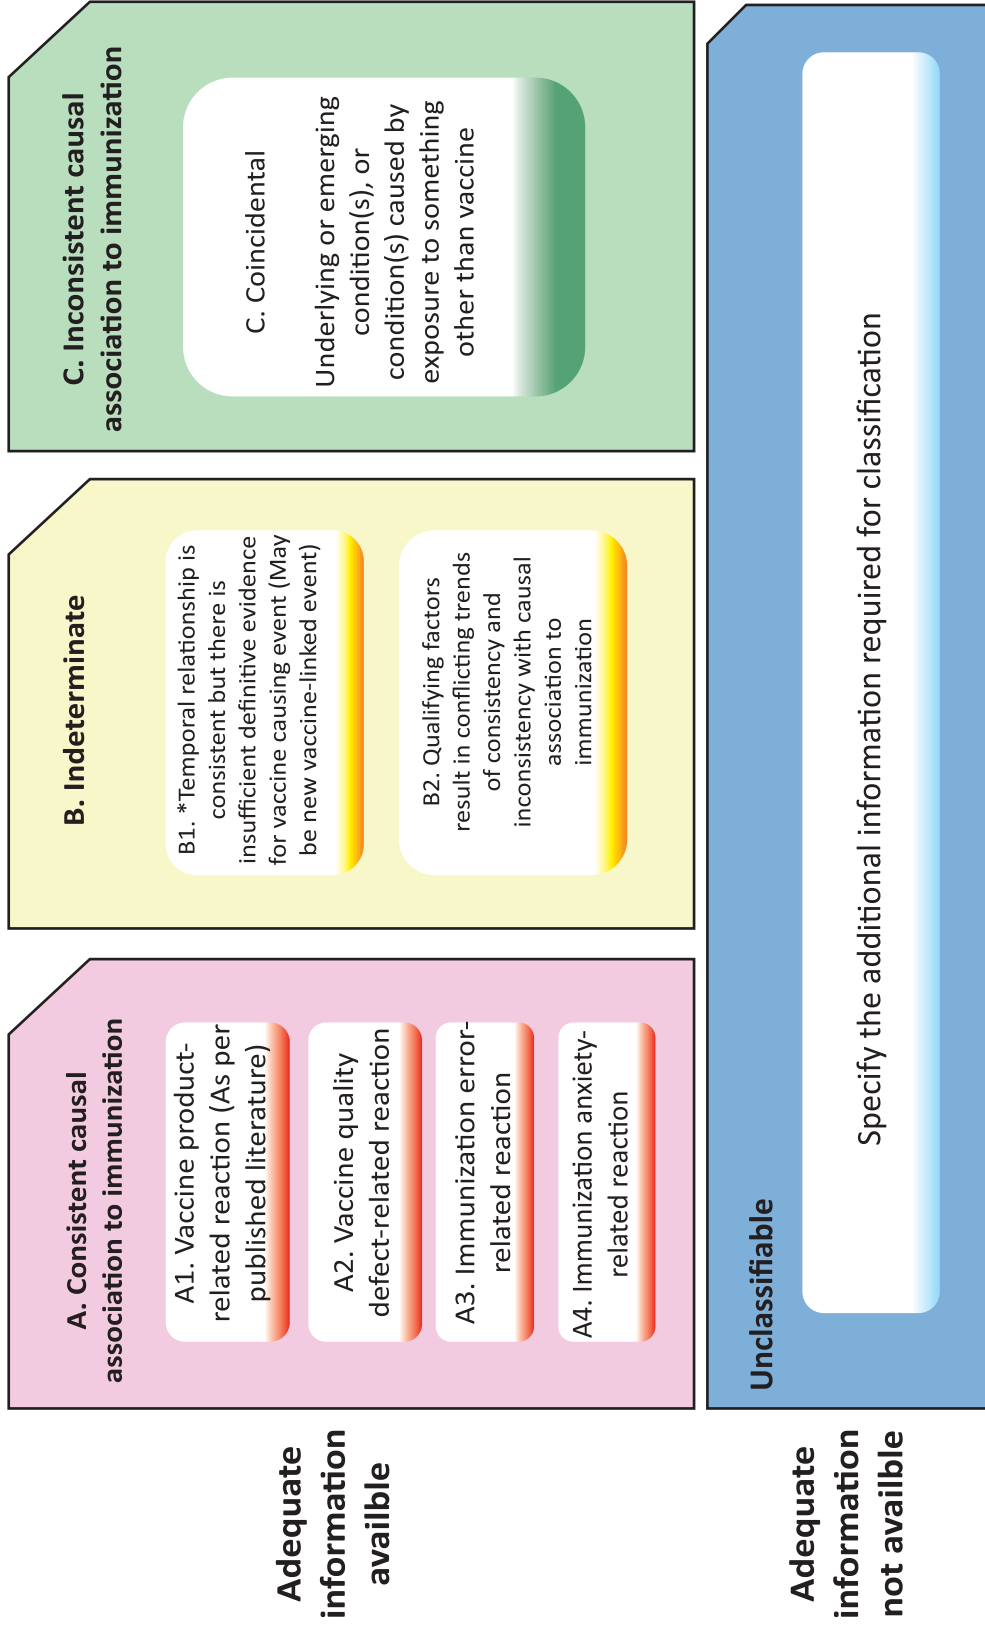 Adequate
information
availble
A. Consistent causal
association to immunization
A1. Vaccine product-
related reaction (As per
published literature)
A2. Vaccine quality
defect-related reaction
A3. Immunization error-
related reaction
A4. Immunization anxiety-
related reaction
B. Indeterminate
B1. *Temporal relationship is
consistent but there is
insufficient definitive evidence
for vaccine causing event (May
be new vaccine-linked event)
B2. Qualifying factors
result in conflicting trends
of consistency and
inconsistency with causal
association to
immunization
C. Inconsistent causal
association to immunization
C. Coincidental
Underlying or emerging
condition(s), or
condition(s) caused by
exposure to something
other than vaccine
Adequate
information
not availble
Unclassifiable
Specify the additional information required for classification